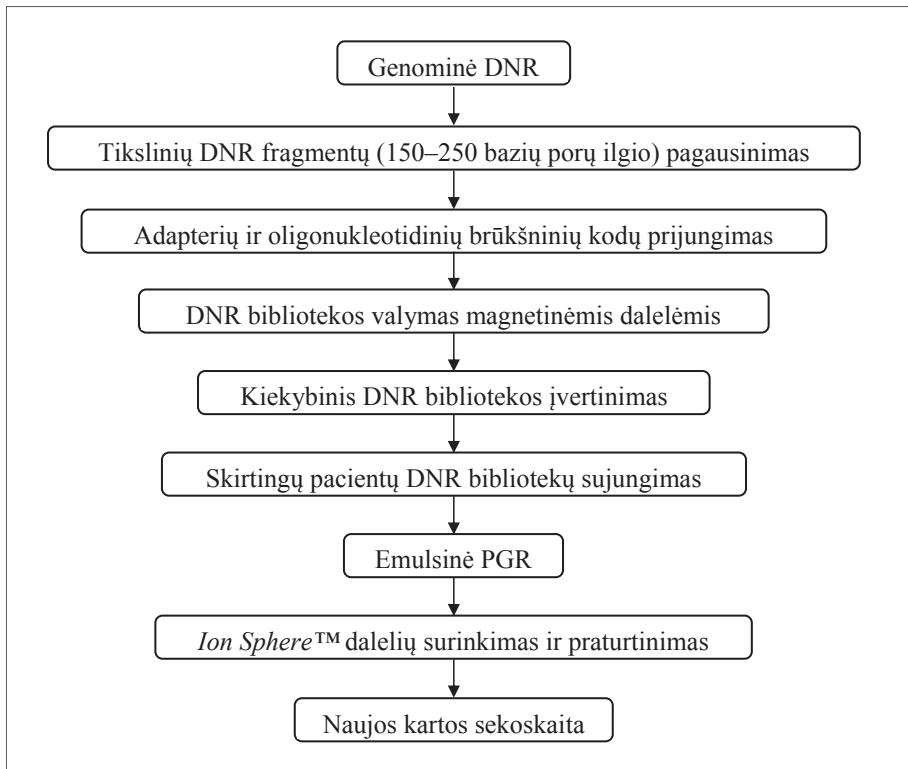 Genominė DNR
Tikslinių DNR fragmentų (150–250 bazių porų ilgio) pagausinimas
Adapterių ir oligonukleotidinių brūkšninių kodų prijungimas
DNR bibliotekos valymas magnetinėmis dalelėmis
Kiekybinis DNR bibliotekos įvertinimas
Skirtingų pacientų DNR bibliotekų sujungimas
Emulsinė PGR
Ion Sphere™ dalelių surinkimas ir praturtinimas
Naujos kartos sekoskaita